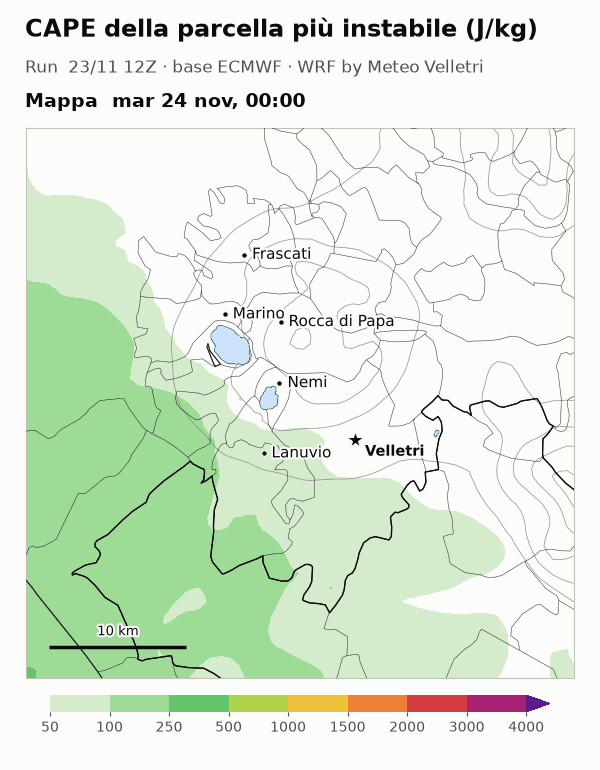 CAPE della parcella più instabile (J/kg)
Run  23/11 12Z · base ECMWF · WRF by Meteo Velletri
Mappa  mar 24 nov, 00:00
Frascati
Marino
Rocca di Papa
Nemi
Velletri
Lanuvio
10 km
50 100 250 500 1000 1500 2000 3000 4000